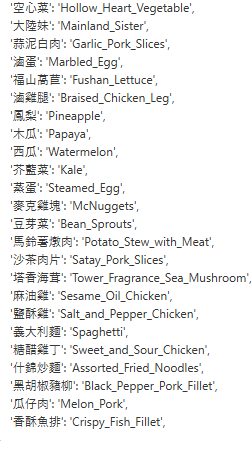 '空心菜': 'Hollow_Heart_Vegetable',
'大陸妹': 'Mainland_Sister',
'蒜泥白肉': 'Garlic_Pork_Slices',
'滷蛋': 'Marbled_Egg',
'福山萵苣': 'Fushan_Lettuce',
'滷雞腿': 'Braised_Chicken_Leg',
'鳳梨': 'Pineapple',
'木瓜': 'Papaya',
'西瓜': 'Watermelon',
'芥藍菜': 'Kale',
'蒸蛋': 'Steamed_Egg',
'麥克雞塊': 'McNuggets',
'豆芽菜': 'Bean_Sprouts',
'馬鈴薯燉肉': 'Potato_Stew_with_Meat',
'沙茶肉片': 'Satay_Pork_Slices',
'塔香海茸': 'Tower_Fragrance_Sea_Mushroom',
'麻油雞': 'Sesame_Oil_Chicken',
'鹽酥雞': 'Salt_and_Pepper_Chicken',
'義大利麵': 'Spaghetti',
'糖醋雞丁': 'Sweet_and_Sour_Chicken',
'什錦炒麵': 'Assorted_Fried_Noodles',
'黑胡椒豬柳': 'Black_Pepper_Pork_Fillet',
'瓜仔肉': 'Melon_Pork',
'香酥魚排': 'Crispy_Fish_Fillet',